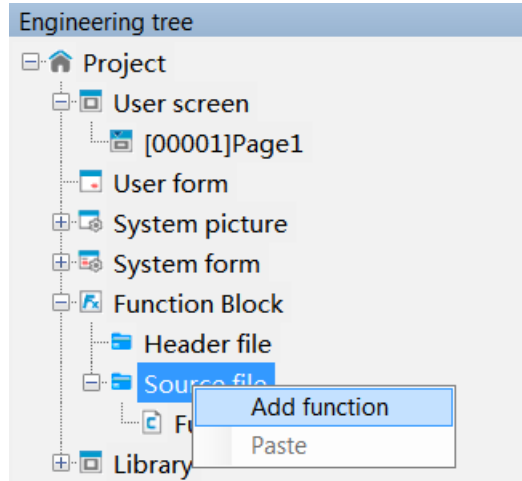 Engineering tree
Project
User screen
[00001]Page1
User form
System picture
System form
Function Block
Header file
Source file
Add function
Paste
Library